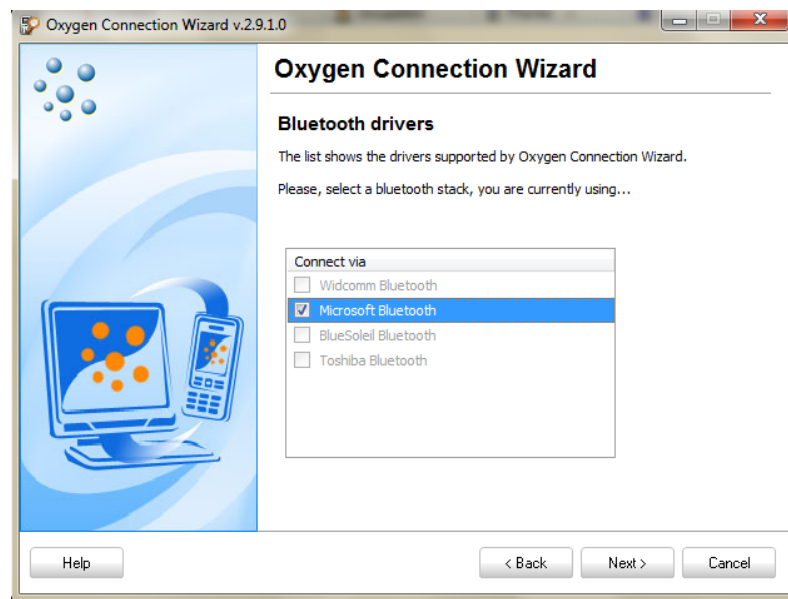 Oxygen Connection Wizard v.2.9.1.0
Oxygen Connection Wizard
Bluetooth drivers
The list shows the drivers supported by Oxygen Connection Wizard.
Please, select a bluetooth stack, you are currently using...
Connect via
Widcomm Bluetooth
Microsoft Bluetooth
BlueSoleil Bluetooth
Toshiba Bluetooth
Help
< Back
Next >
Cancel